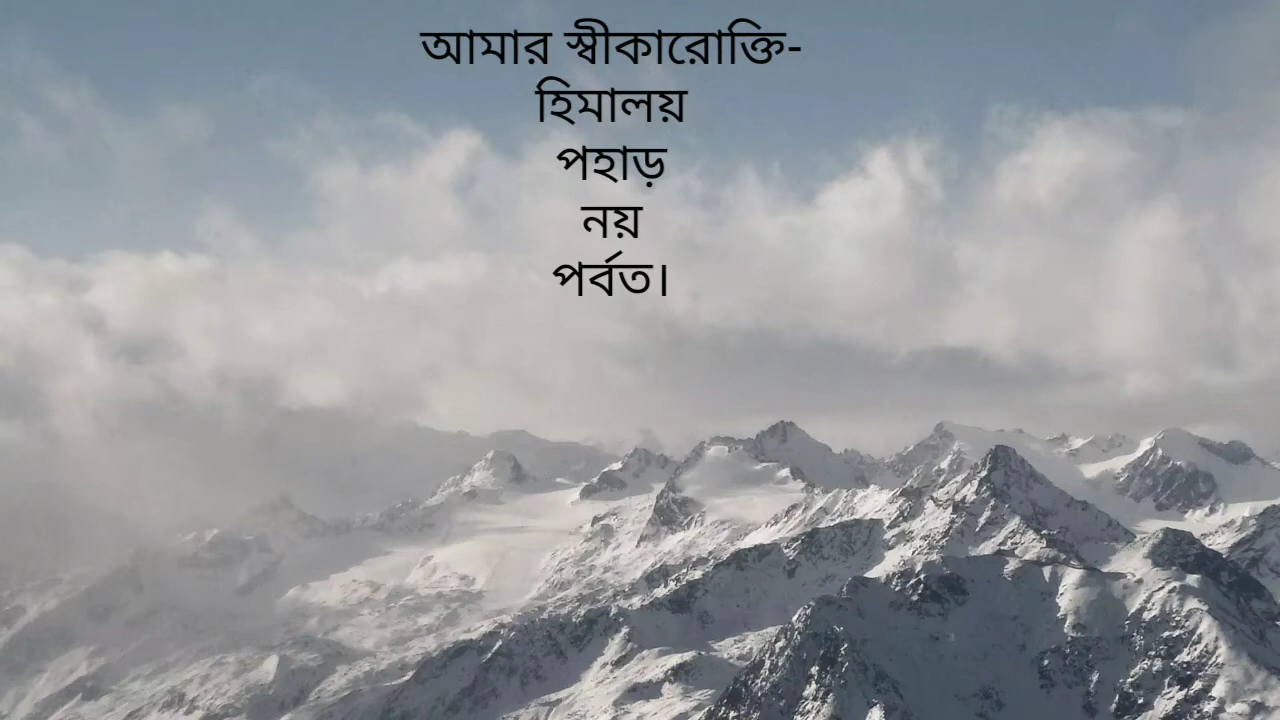 আমার স্বীকারোক্তি-
হিমালয়
পহাড়
নয়
পর্বত।